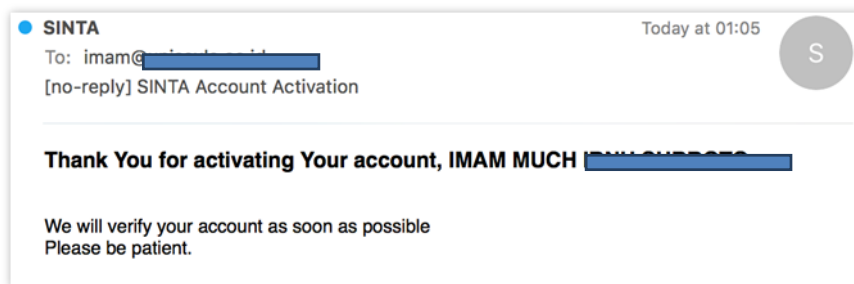 SINTA
Today at 01:05
S
To: imam@
[no-reply] SINTA Account Activation
Thank You for activating Your account, IMAM MUCH
We will verify your account as soon as possible
Please be patient.